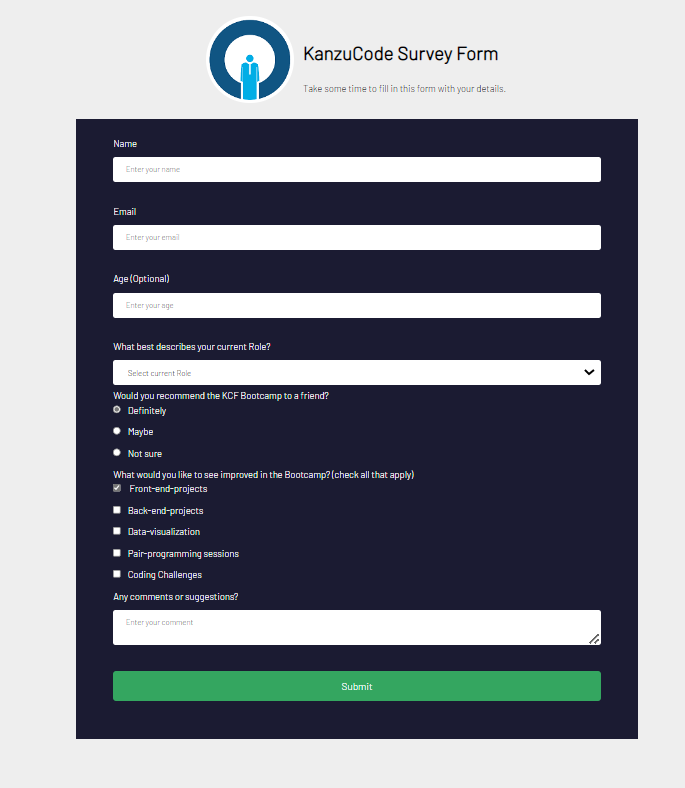 KanzuCode Survey Form
Take some time to fill in this form with your details.
Name
Enter your name
Email
Enter your email
Age (Optional)
Enter your age
What best describes your current Role?
Select current Role
Would you recommend the KCF Bootcamp to a friend?
Definitely
Maybe
Not sure
What would you like to see improved in the Bootcamp? (check all that apply)
Front-end-projects
Back-end-projects
Data-visualization
Pair-programming sessions
Coding Challenges
Any comments or suggestions?
Enter your comment
Submit